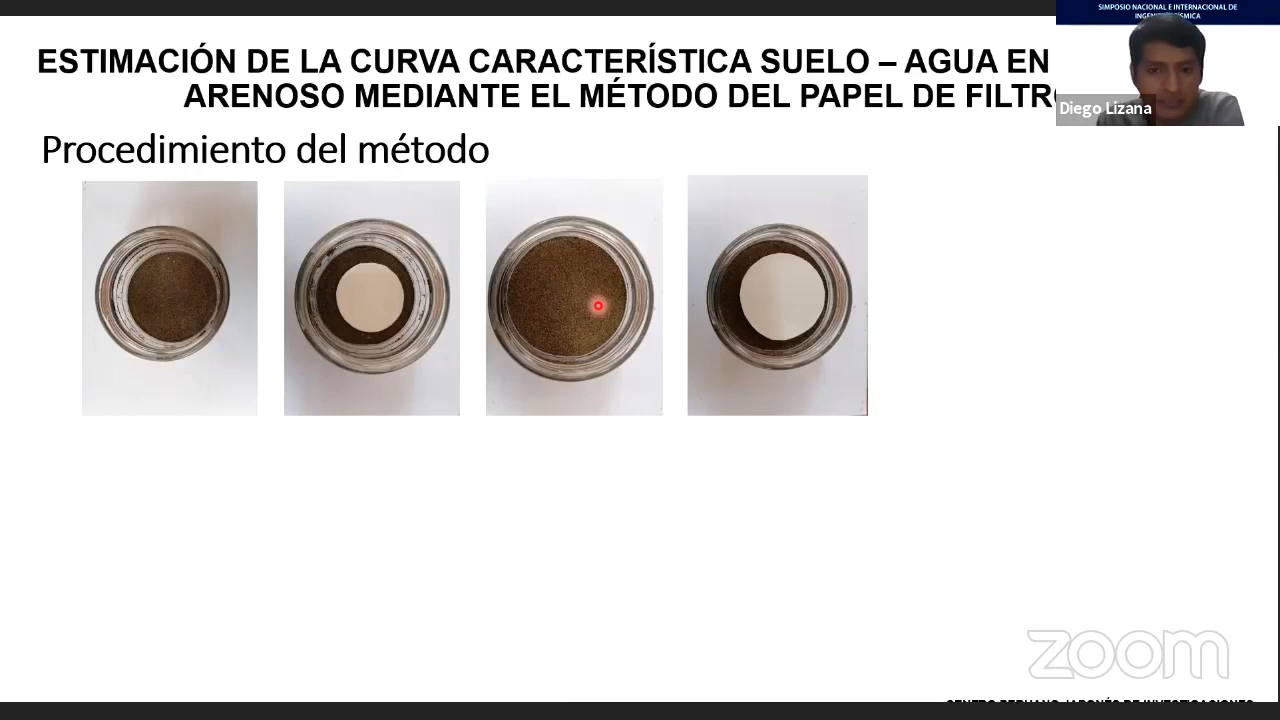 SIMPOSIO NACIONAL E INTERNACIONAL DE
ESTIMACIÓN DE LA CURVA CARACTERÍSTICA SUELO – AGUA EN
ARENOSO MEDIANTE EL MÉTODO DEL PAPEL DE
Diego Lizana
Procedimiento del método
zoom